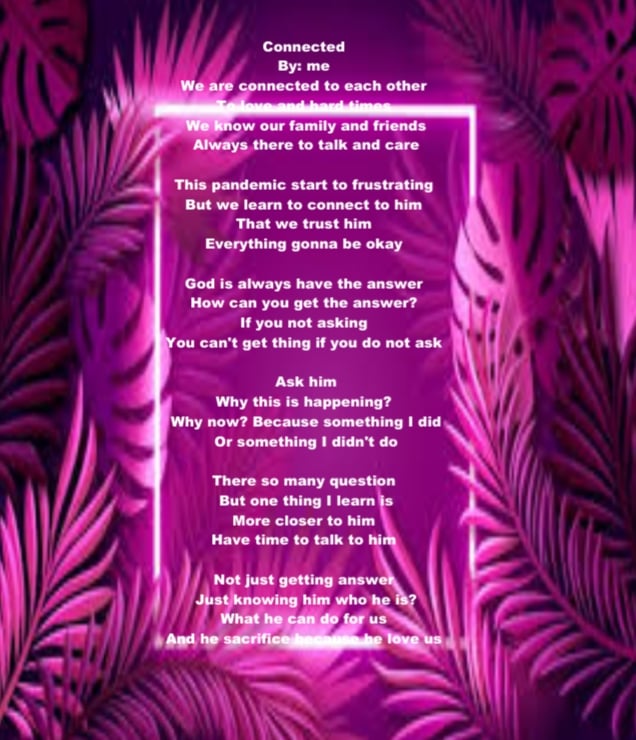 Connected
By: me
We are connected to each other
To love and hard times
We know our family and friends
Always there to talk and care
This pandemic start to frustrating
But we learn to connect to him
That we trust him
Everything gonna be okay
God is always have the answer
How can you get the answer?
If you not asking
You can't get thing if you do not ask
Ask him
Why this is happening?
Why now? Because something I did
Or something I didn't do
There so many question
But one thing I learn is
More closer to him
Have time to talk to him
Not just getting answer
Just knowing him who he is?
What he can do for us
And he sacrifice because he love us